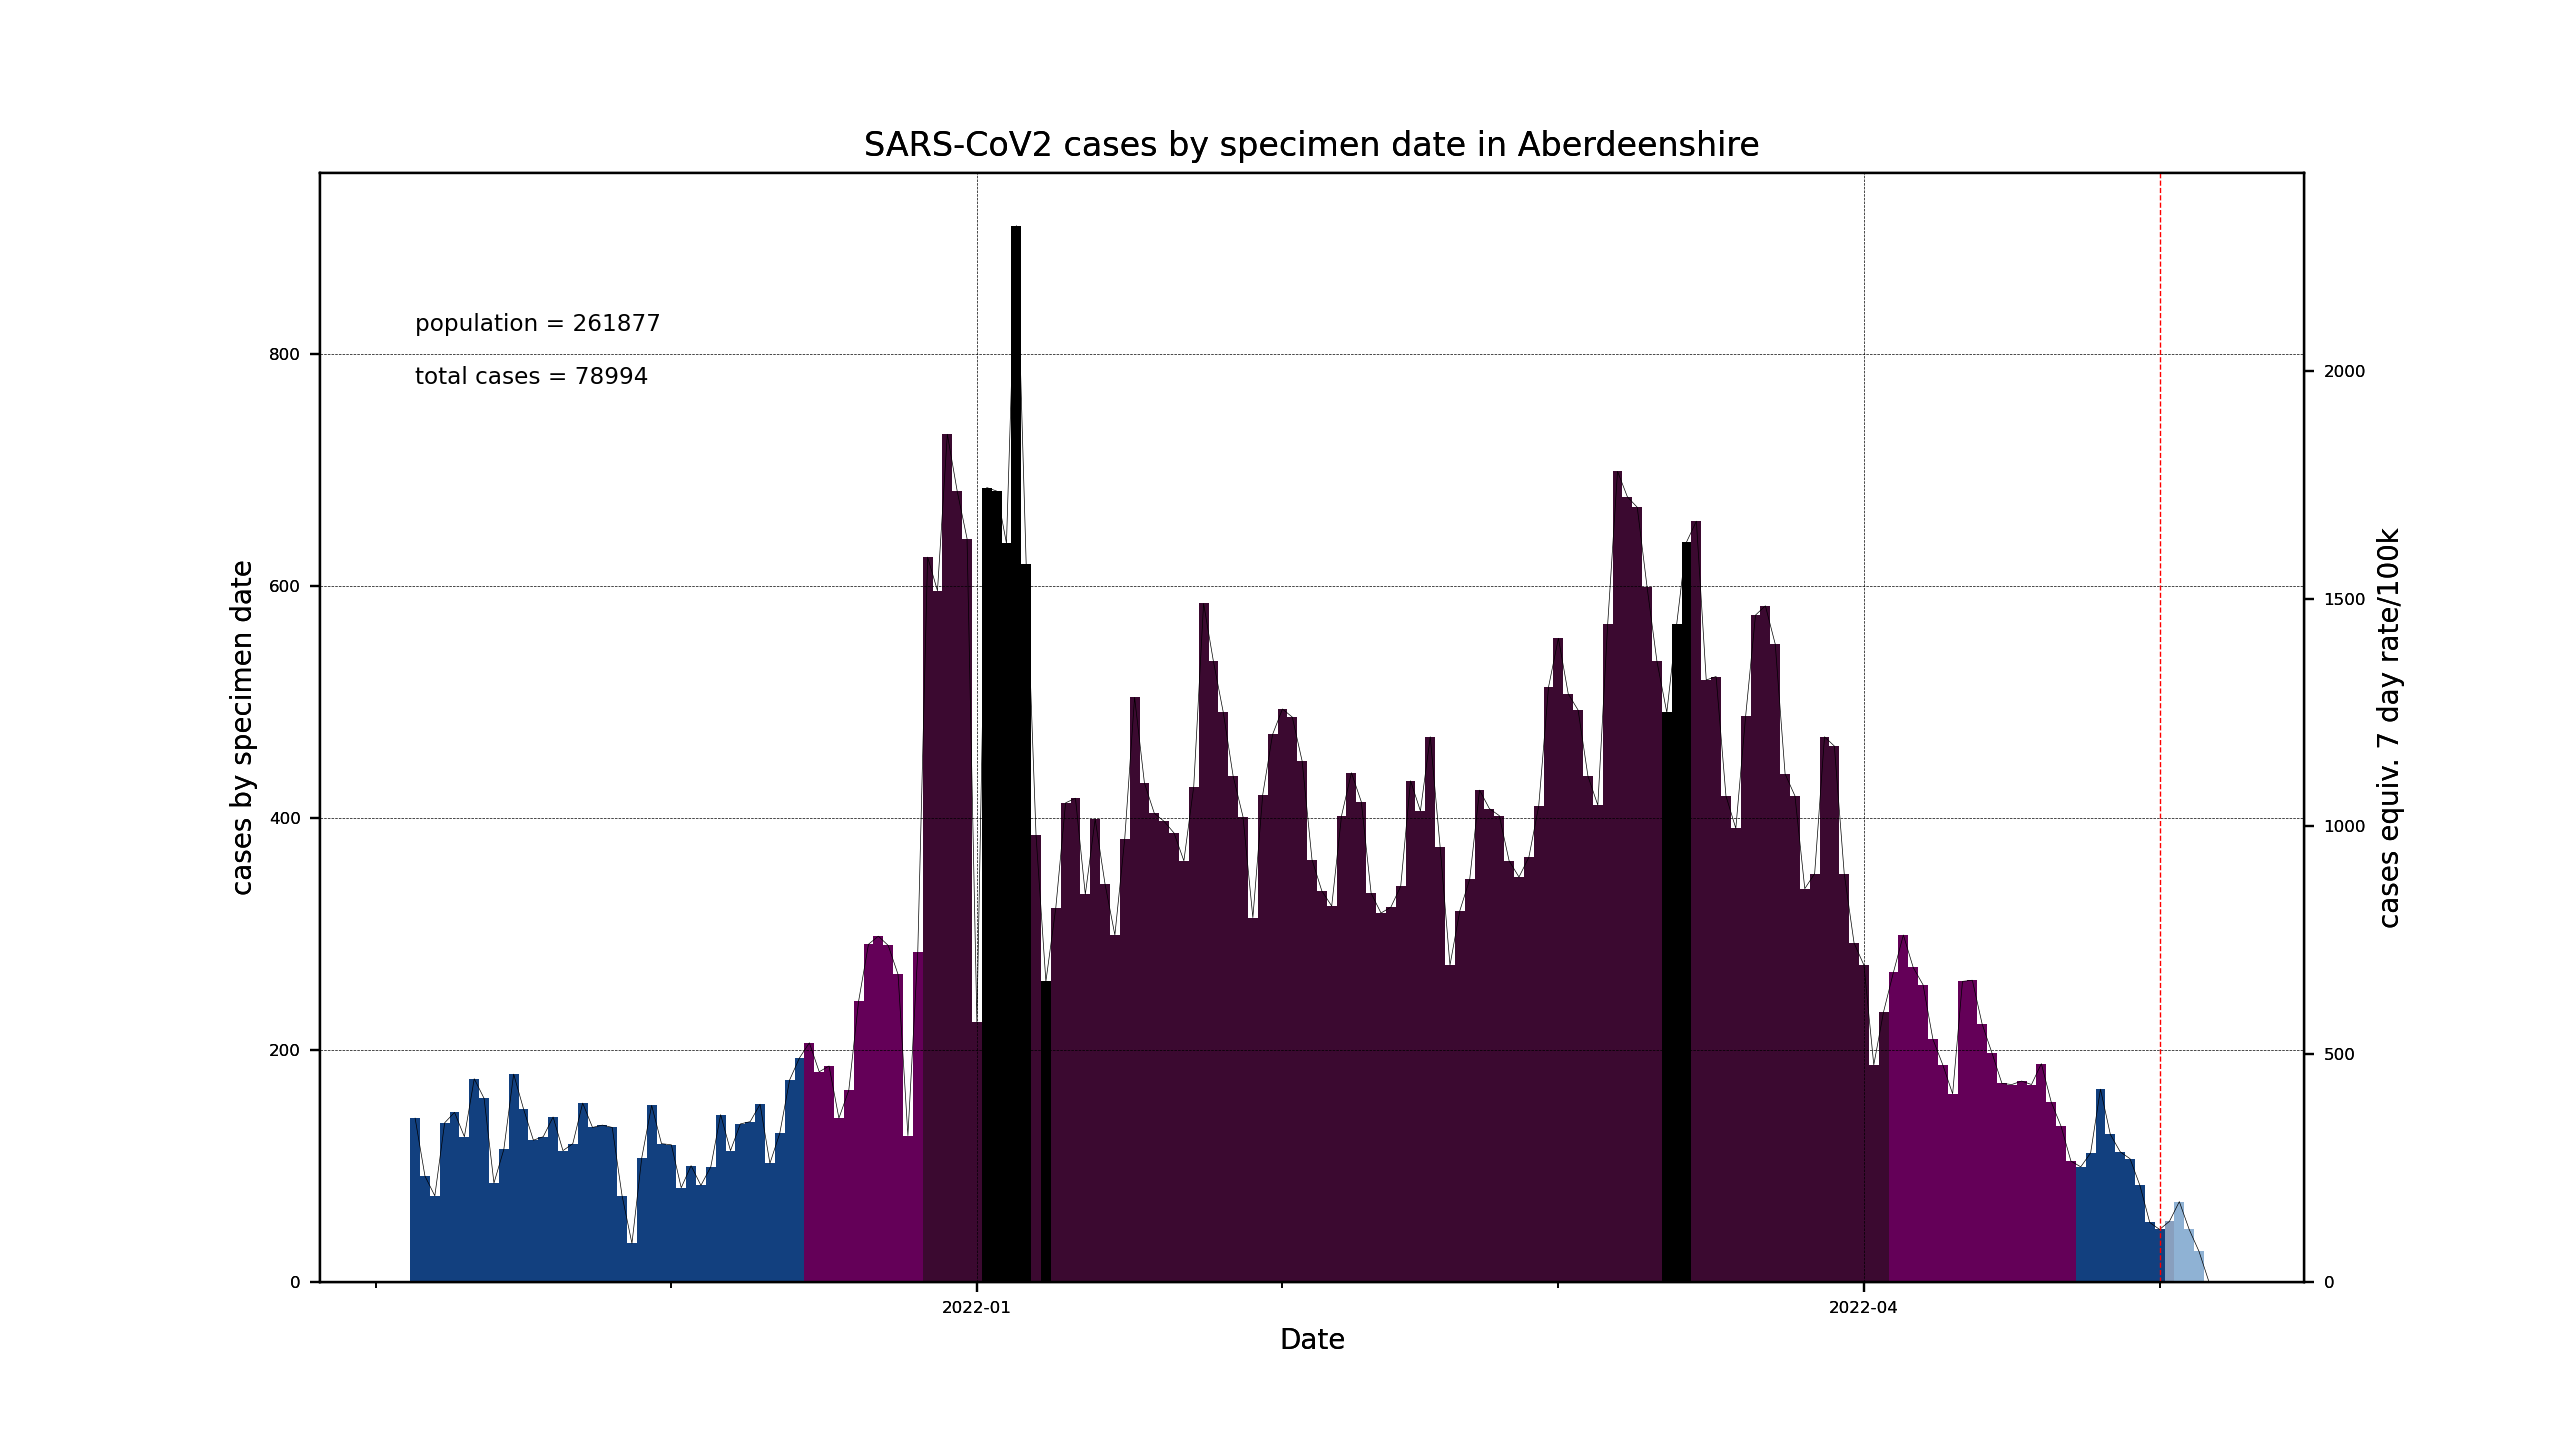 SARS-CoV2 cases by specimen date in Aberdeenshire
population = 261877
total cases = 78994
cases by specimen date
800
600
400
200
0
2000
1500
1000
500
0
cases equiv. 7 day rate/100k
2022-01
2022-04
Date